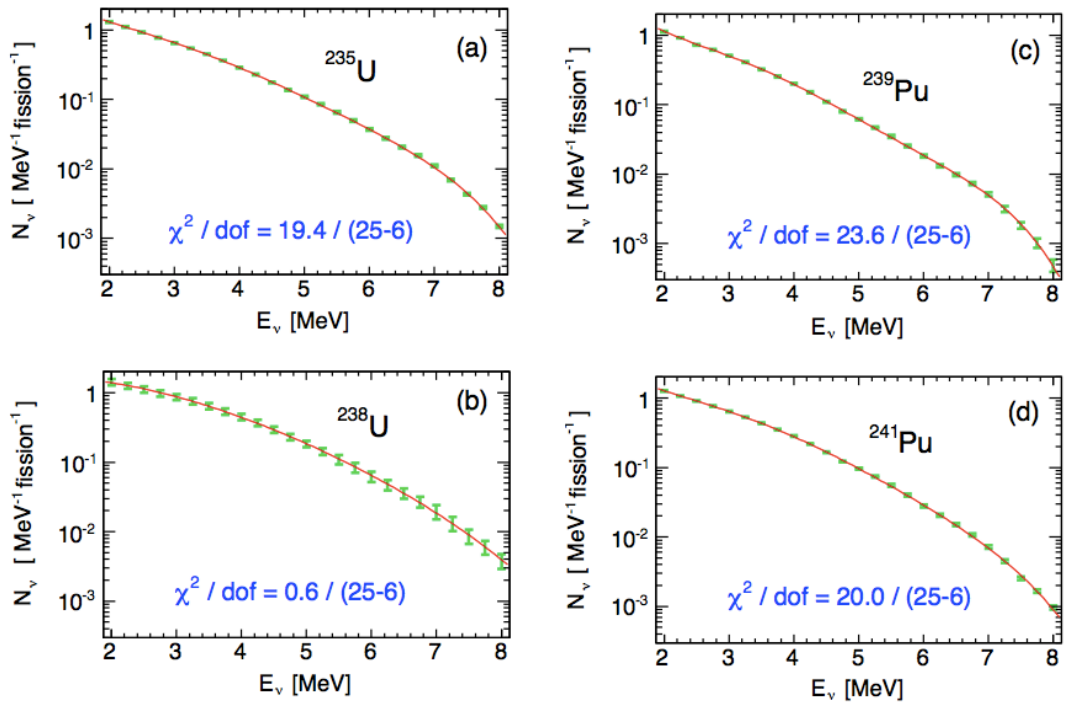 (a)
²³⁵U
N_ν [ MeV⁻¹ fission⁻¹ ]
1
10⁻¹
10⁻²
10⁻³
χ² / dof = 19.4 / (25-6)
2 3 4 5 6 7 8
E_ν [MeV]
(c)
²³⁹Pu
N_ν [ MeV⁻¹ fission⁻¹ ]
1
10⁻¹
10⁻²
10⁻³
χ² / dof = 23.6 / (25-6)
2 3 4 5 6 7 8
E_ν [MeV]
(b)
²³⁸U
N_ν [ MeV⁻¹ fission⁻¹ ]
1
10⁻¹
10⁻²
10⁻³
χ² / dof = 0.6 / (25-6)
2 3 4 5 6 7 8
E_ν [MeV]
(d)
²⁴¹Pu
N_ν [ MeV⁻¹ fission⁻¹ ]
1
10⁻¹
10⁻²
10⁻³
χ² / dof = 20.0 / (25-6)
2 3 4 5 6 7 8
E_ν [MeV]